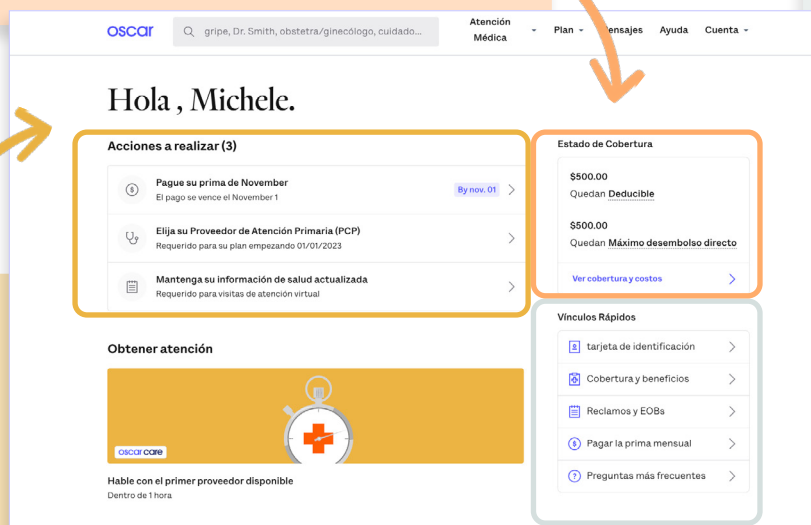 oscar
gripe, Dr. Smith, obstetra/ginecólogo, cuidado...
Atención
Médica
Plan
Mensajes
Ayuda
Cuenta
Hola , Michele.
Acciones a realizar (3)
Pague su prima de November
El pago se vence el November 1
By nov. 01
Elija su Proveedor de Atención Primaria (PCP)
Requerido para su plan empezando 01/01/2023
Mantenga su información de salud actualizada
Requerido para visitas de atención virtual
Estado de Cobertura
$500.00
Quedan Deducible
$500.00
Quedan Máximo desembolso directo
Ver cobertura y costos
Vínculos Rápidos
tarjeta de identificación
Cobertura y beneficios
Reclamos y EOBs
Pagar la prima mensual
Preguntas más frecuentes
Obtener atención
oscar care
Hable con el primer proveedor disponible
Dentro de 1 hora